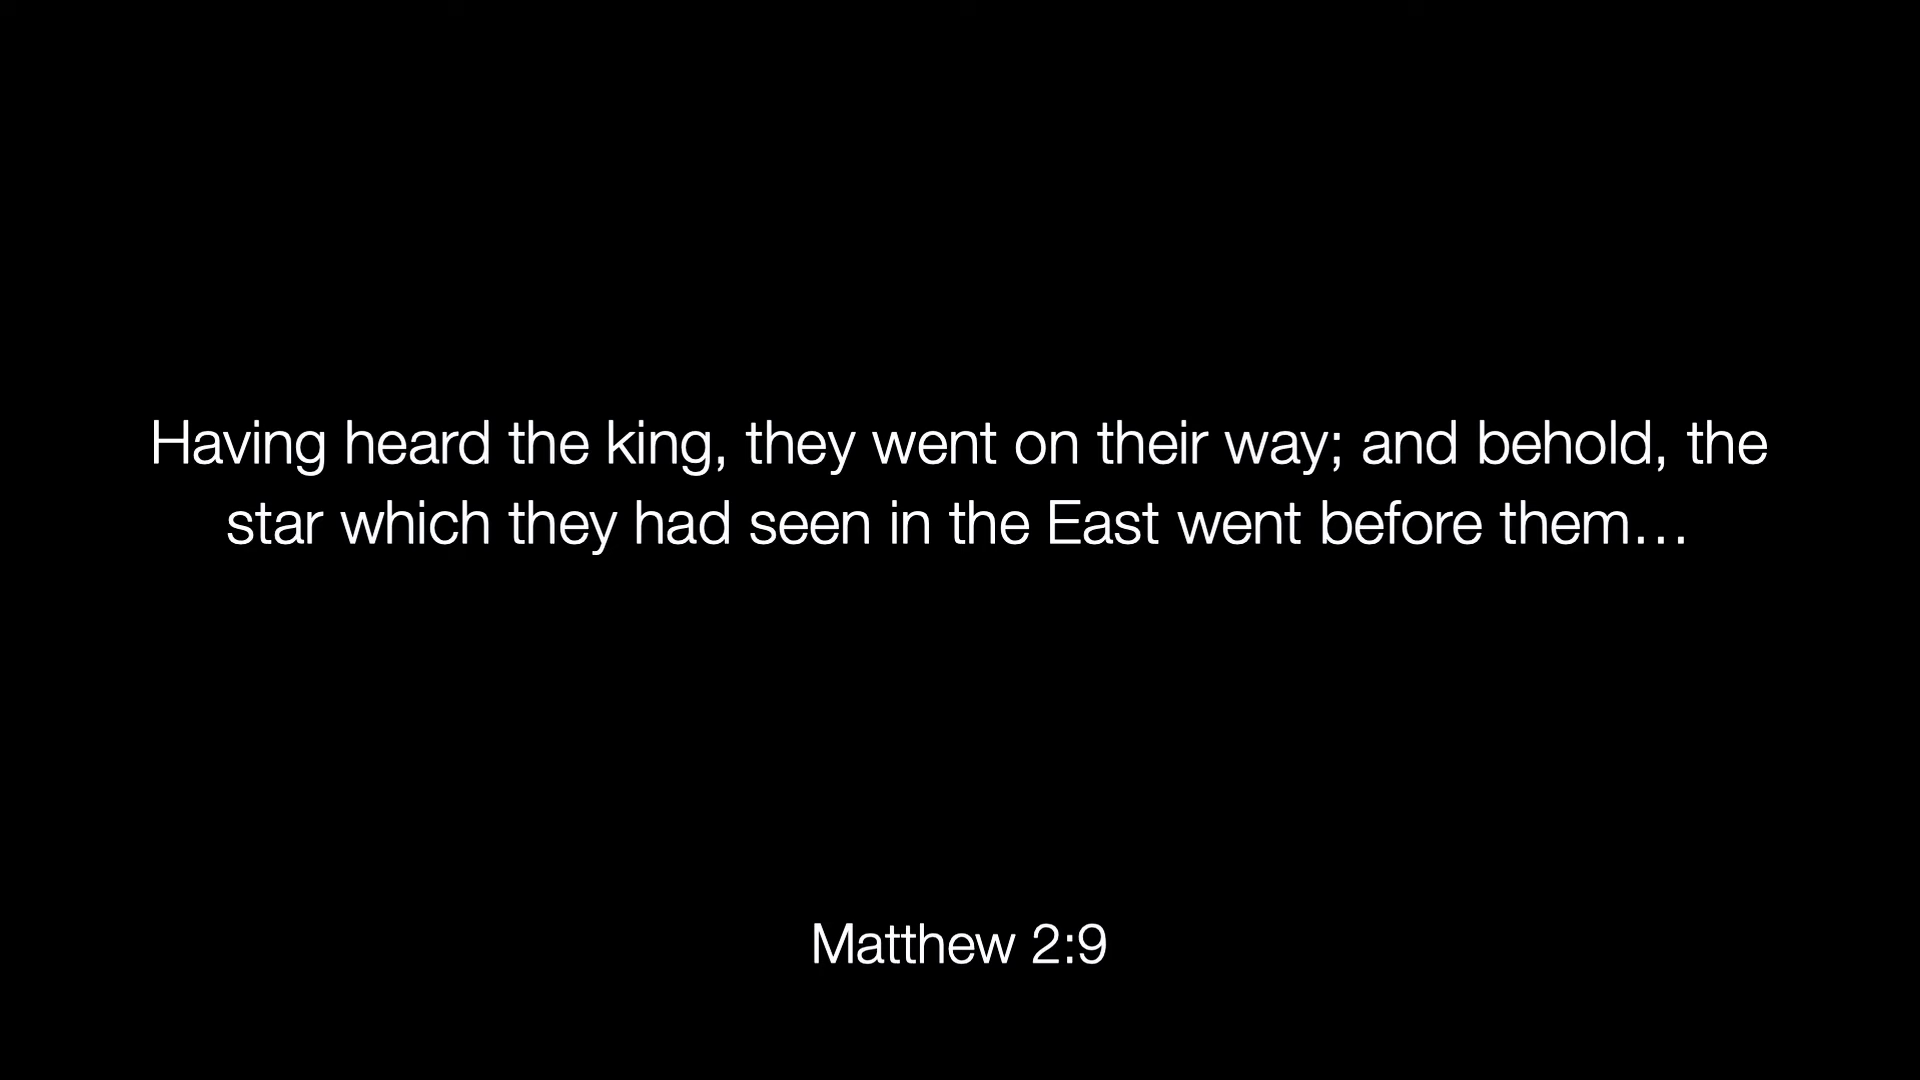 Having heard the king, they went on their way; and behold, the
star which they had seen in the East went before them…
Matthew 2:9